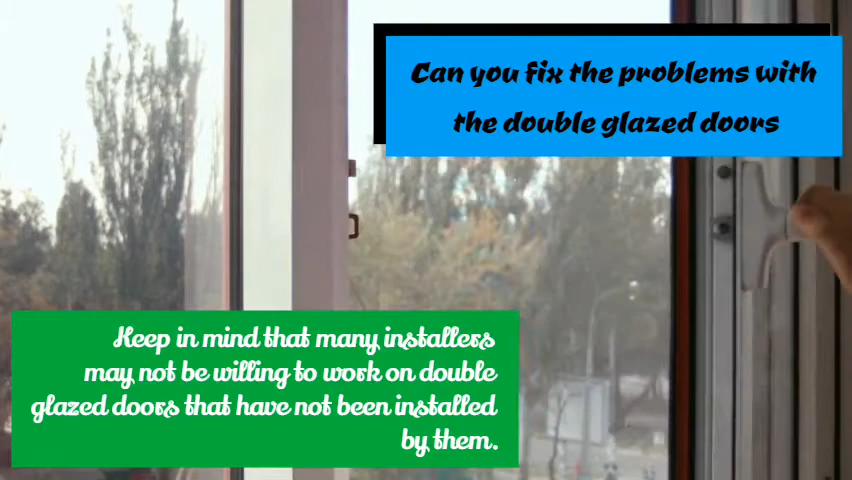 Can you fix the problems with
the double glazed doors
Keep in mind that many installers
may not be willing to work on double
glazed doors that have not been installed
by them.